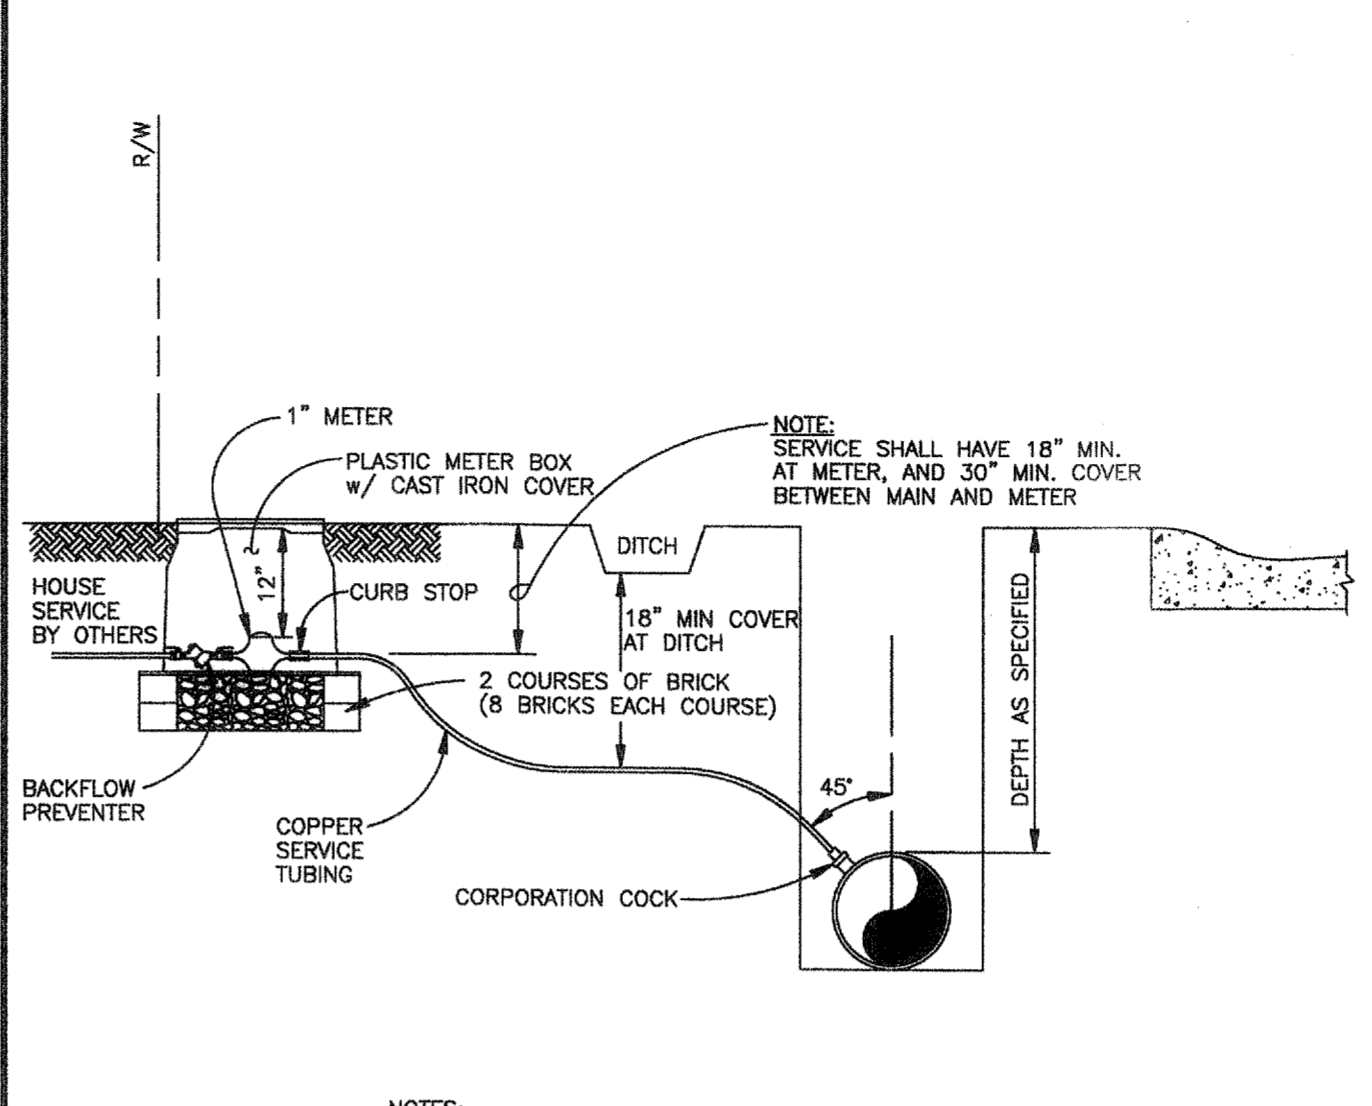 R/W
1" METER
PLASTIC METER BOX
w/ CAST IRON COVER
NOTE:
SERVICE SHALL HAVE 18" MIN.
AT METER, AND 30" MIN. COVER
BETWEEN MAIN AND METER
DITCH
HOUSE
SERVICE
BY OTHERS
12"
CURB STOP
18" MIN COVER
AT DITCH
2 COURSES OF BRICK
(8 BRICKS EACH COURSE)
DEPTH AS SPECIFIED
45°
BACKFLOW
PREVENTER
COPPER
SERVICE
TUBING
CORPORATION COCK
NOTES: